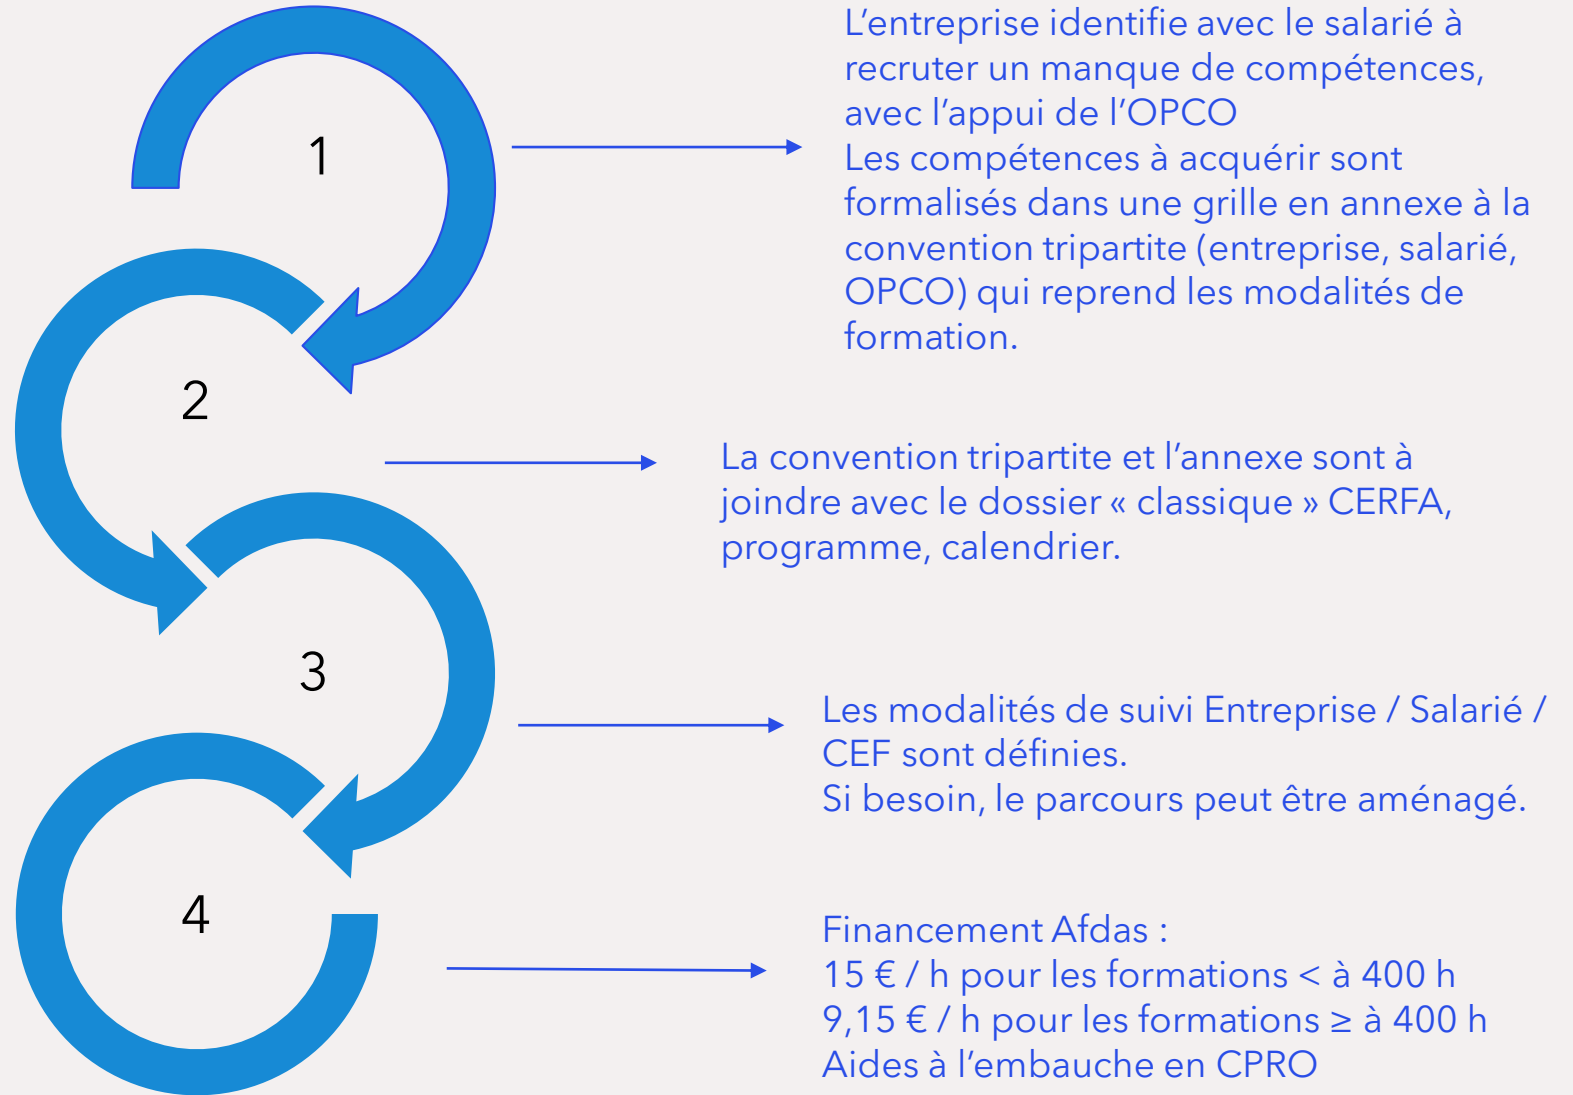 1
L'entreprise identifie avec le salarié à
recruter un manque de compétences,
avec l'appui de l'OPCO
Les compétences à acquérir sont
formalisés dans une grille en annexe à la
convention tripartite (entreprise, salarié,
OPCO) qui reprend les modalités de
formation.
2
La convention tripartite et l'annexe sont à
joindre avec le dossier « classique » CERFA,
programme, calendrier.
3
Les modalités de suivi Entreprise / Salarié /
CEF sont définies.
Si besoin, le parcours peut être aménagé.
4
Financement Afdas :
15 € / h pour les formations < à 400 h
9,15 € / h pour les formations ≥ à 400 h
Aides à l'embauche en CPRO